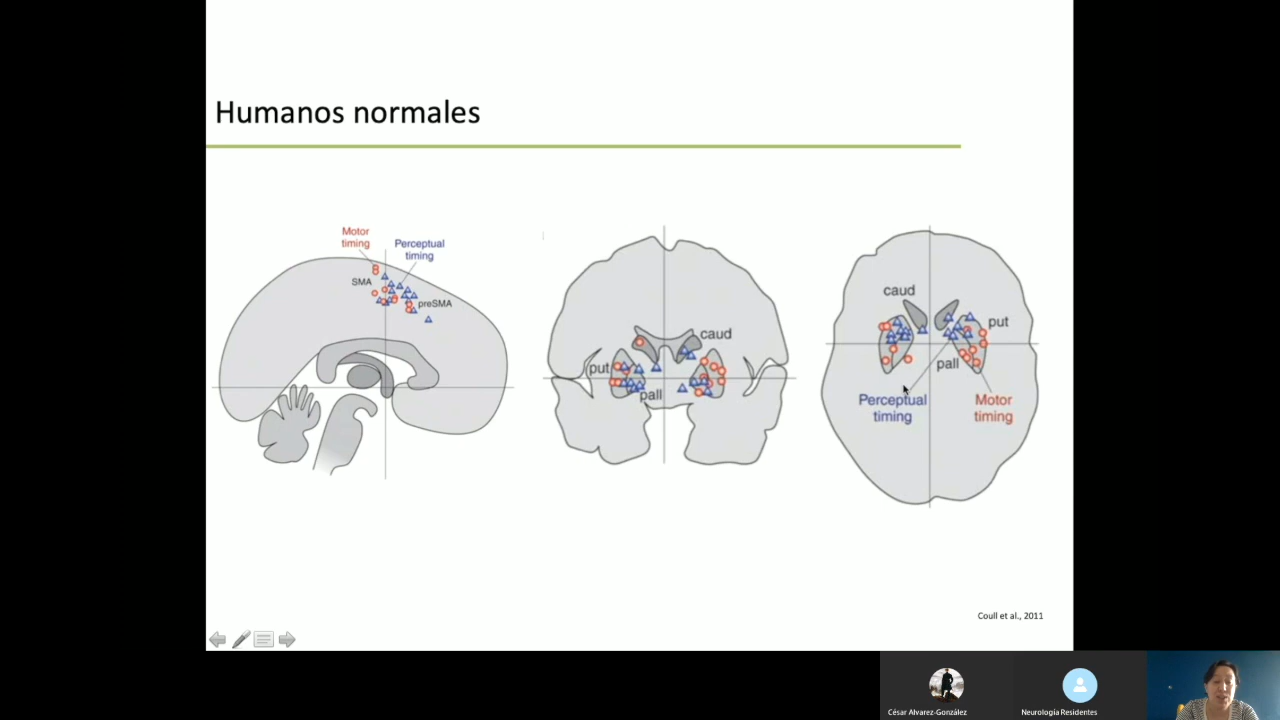 Humanos normales
Motor
timing
Perceptual
timing
SMA
preSMA
caud
put
pall
caud
put
pall
Perceptual
timing
Motor
timing
Coull et al., 2011
César Alvarez-González
Neurología Residentes